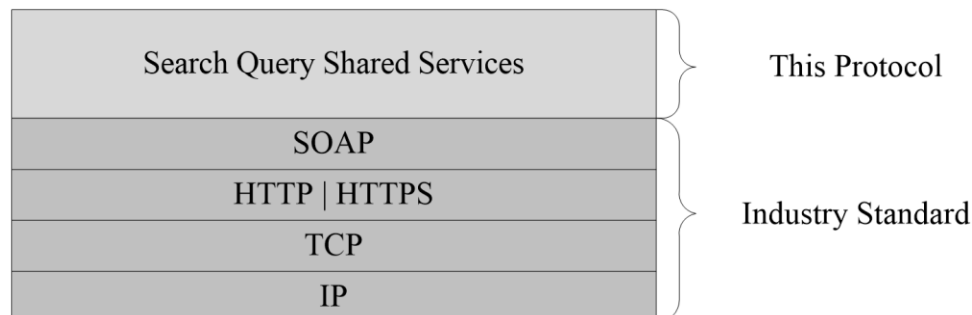 Search Query Shared Services
This Protocol
SOAP
HTTP | HTTPS
Industry Standard
TCP
IP